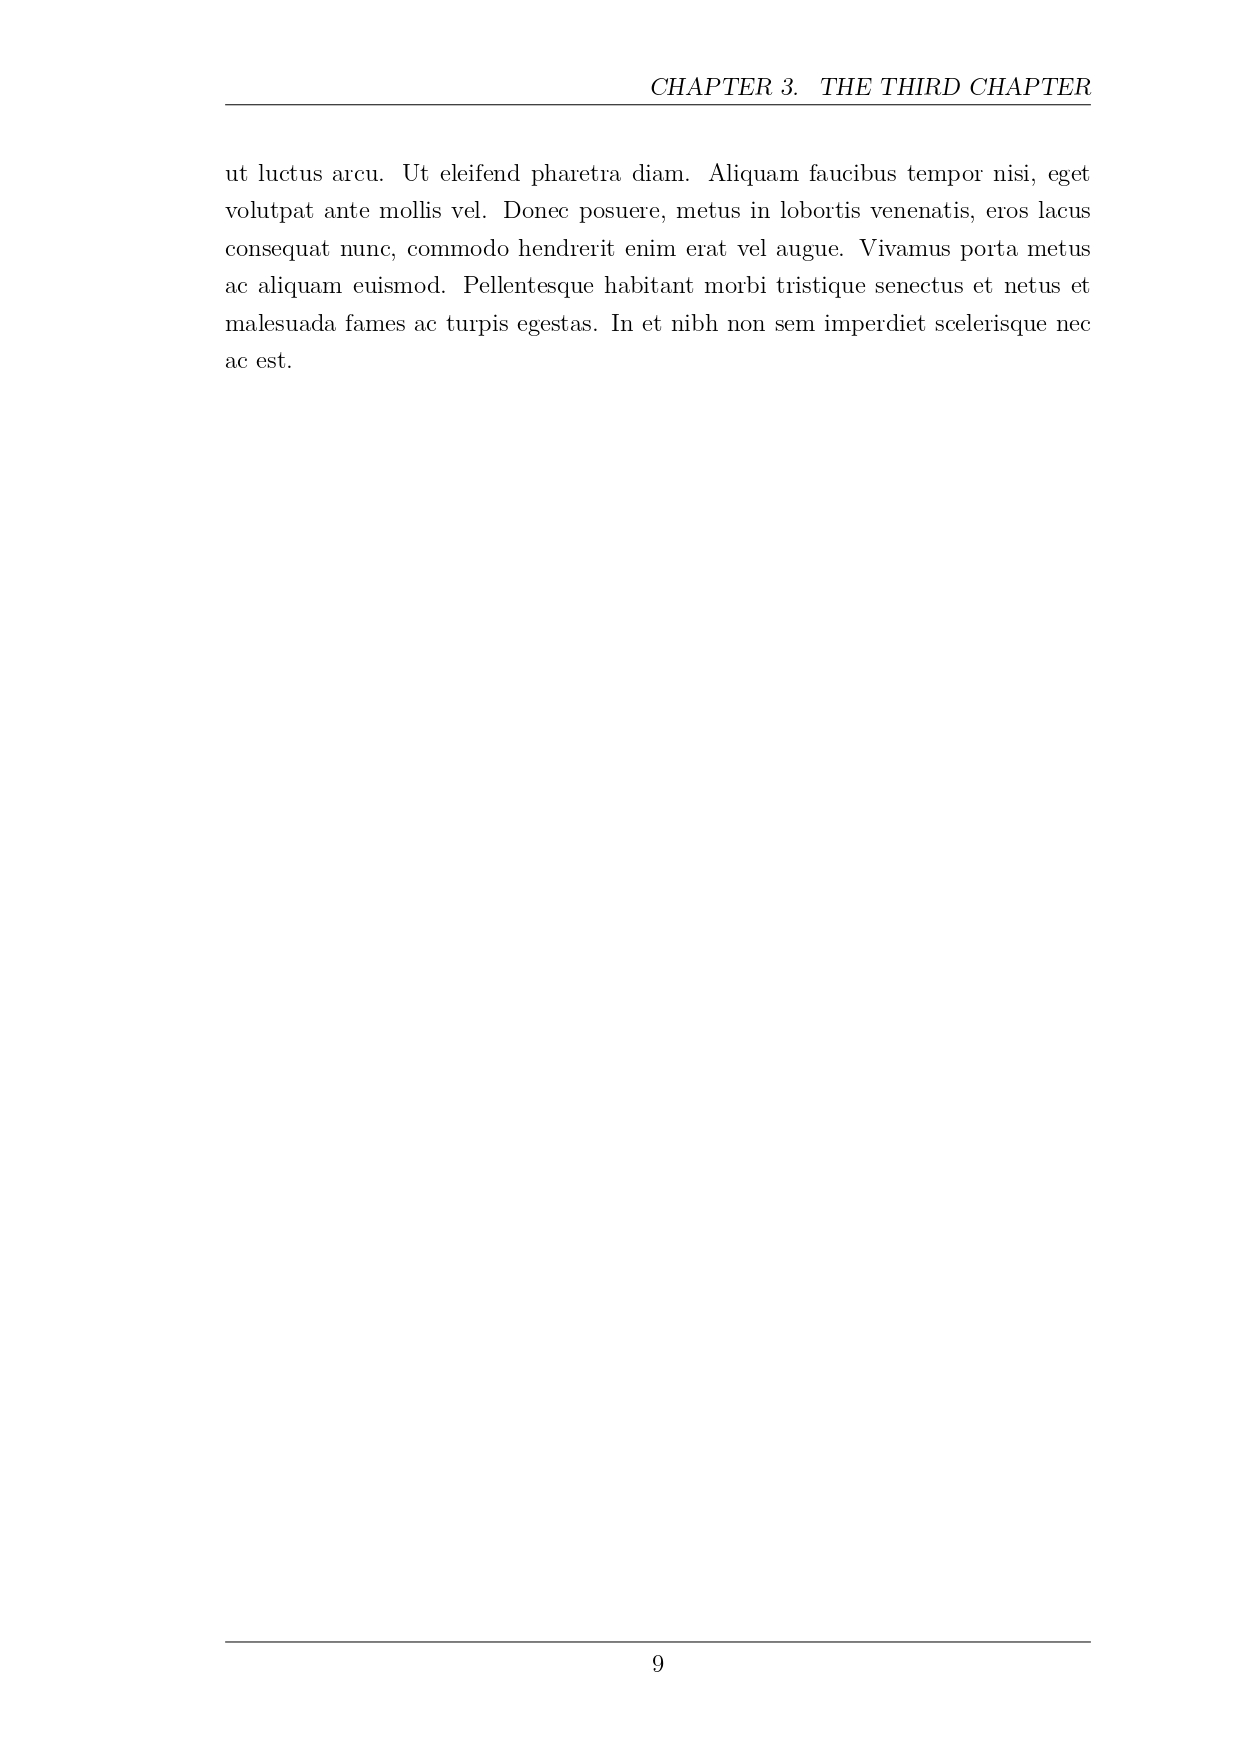 CHAPTER 3. THE THIRD CHAPTER
ut luctus arcu. Ut eleifend pharetra diam. Aliquam faucibus tempor nisi, eget
volutpat ante mollis vel. Donec posuere, metus in lobortis venenatis, eros lacus
consequat nunc, commodo hendrerit enim erat vel augue. Vivamus porta metus
ac aliquam euismod. Pellentesque habitant morbi tristique senectus et netus et
malesuada fames ac turpis egestas. In et nibh non sem imperdiet scelerisque nec
ac est.
9